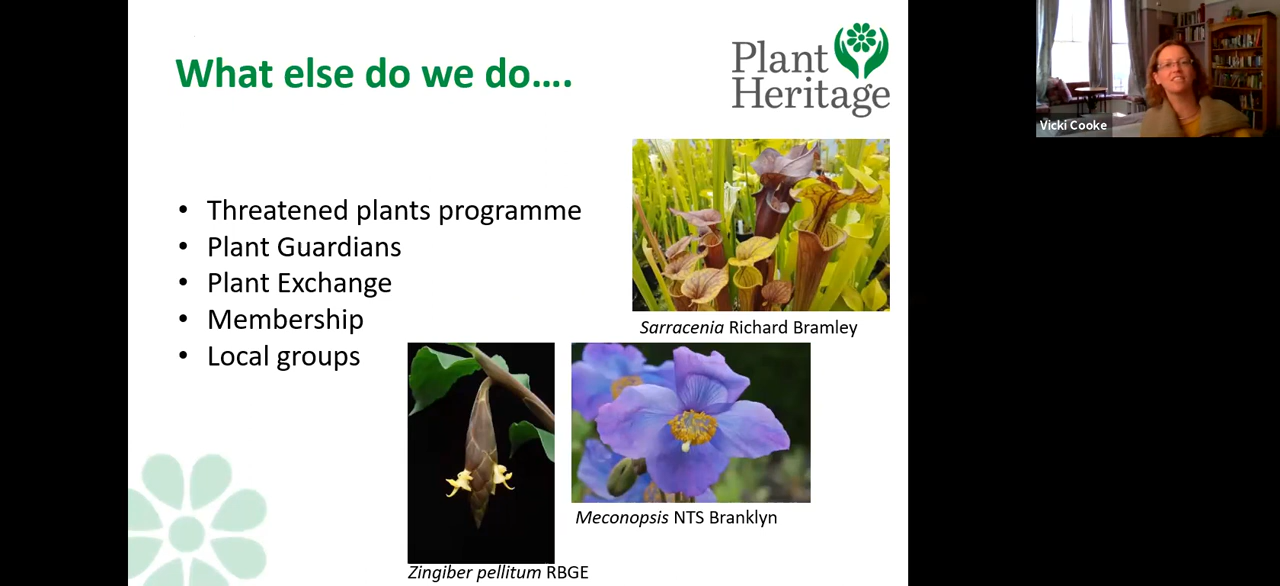 What else do we do....
Plant
Heritage
Vicki Cooke
• Threatened plants programme
• Plant Guardians
• Plant Exchange
• Membership
• Local groups
Sarracenia Richard Bramley
Meconopsis NTS Branklyn
Zingiber pellitum RBGE